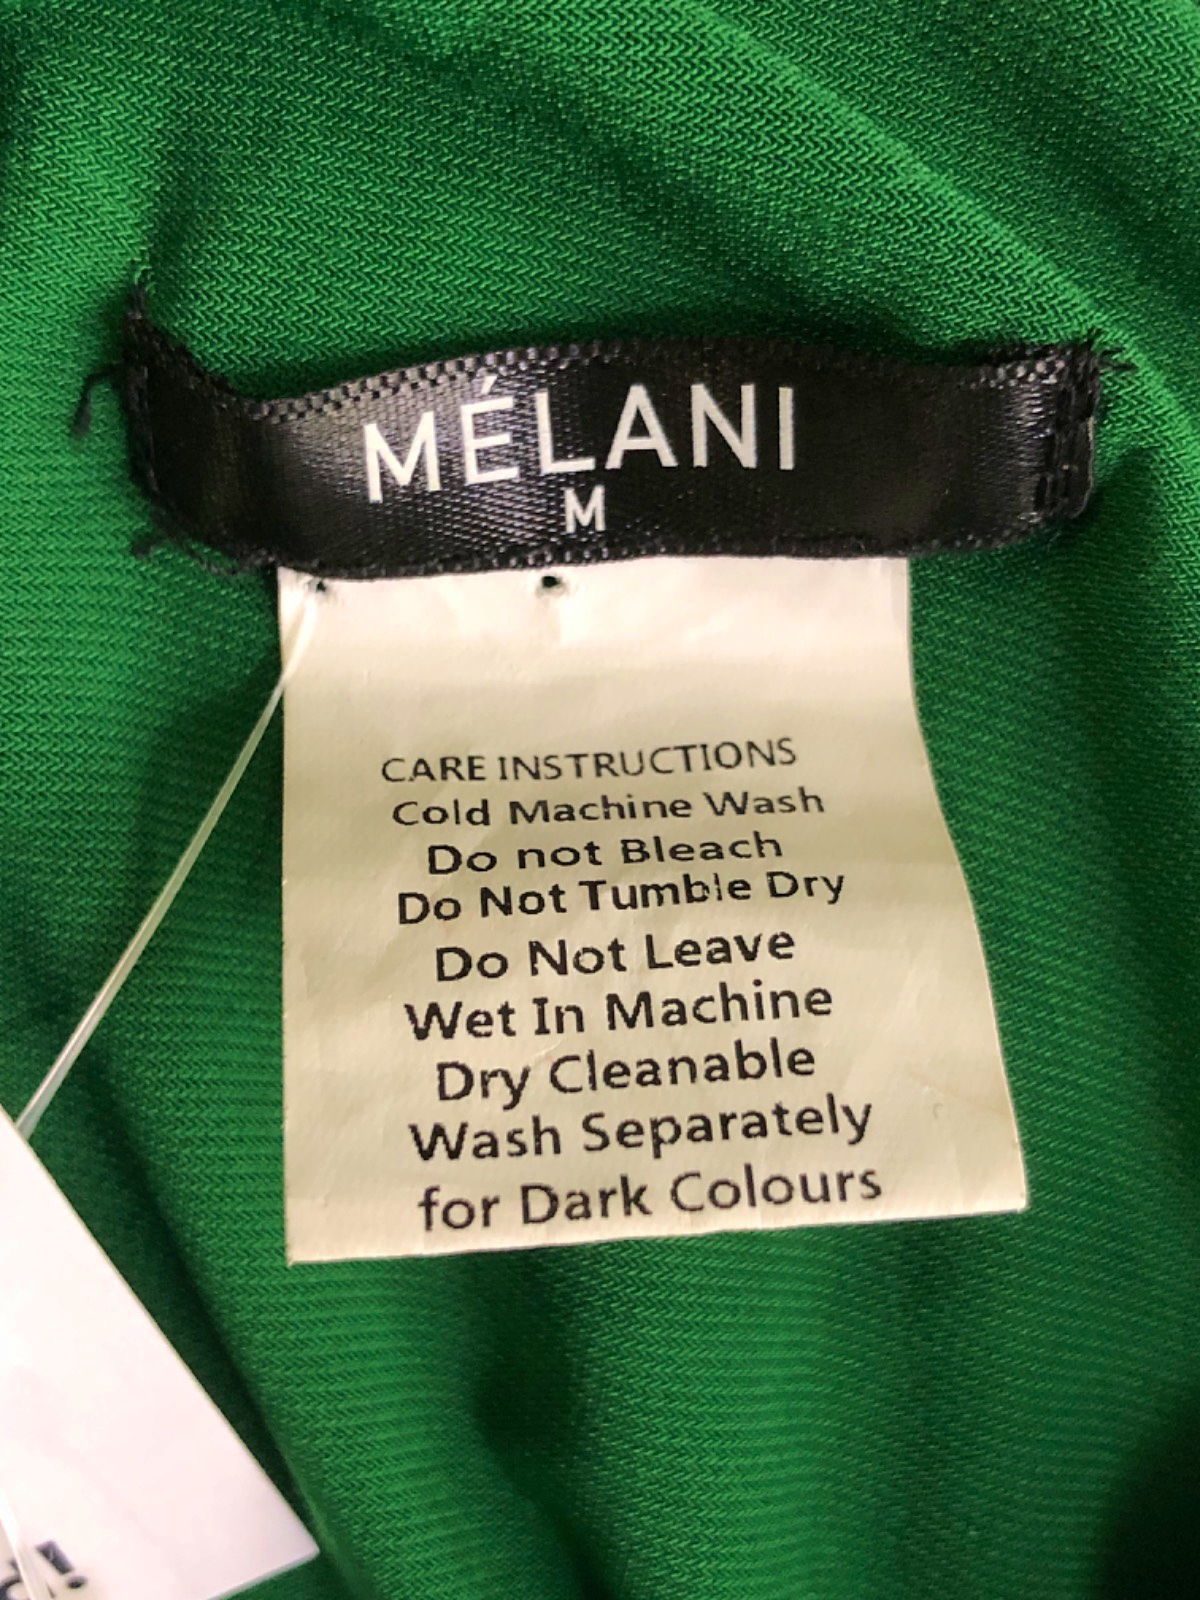 MÉLANI
M
CARE INSTRUCTIONS
Cold Machine Wash
Do not Bleach
Do Not Tumble Dry
Do Not Leave
Wet In Machine
Dry Cleanable
Wash Separately
for Dark Colours